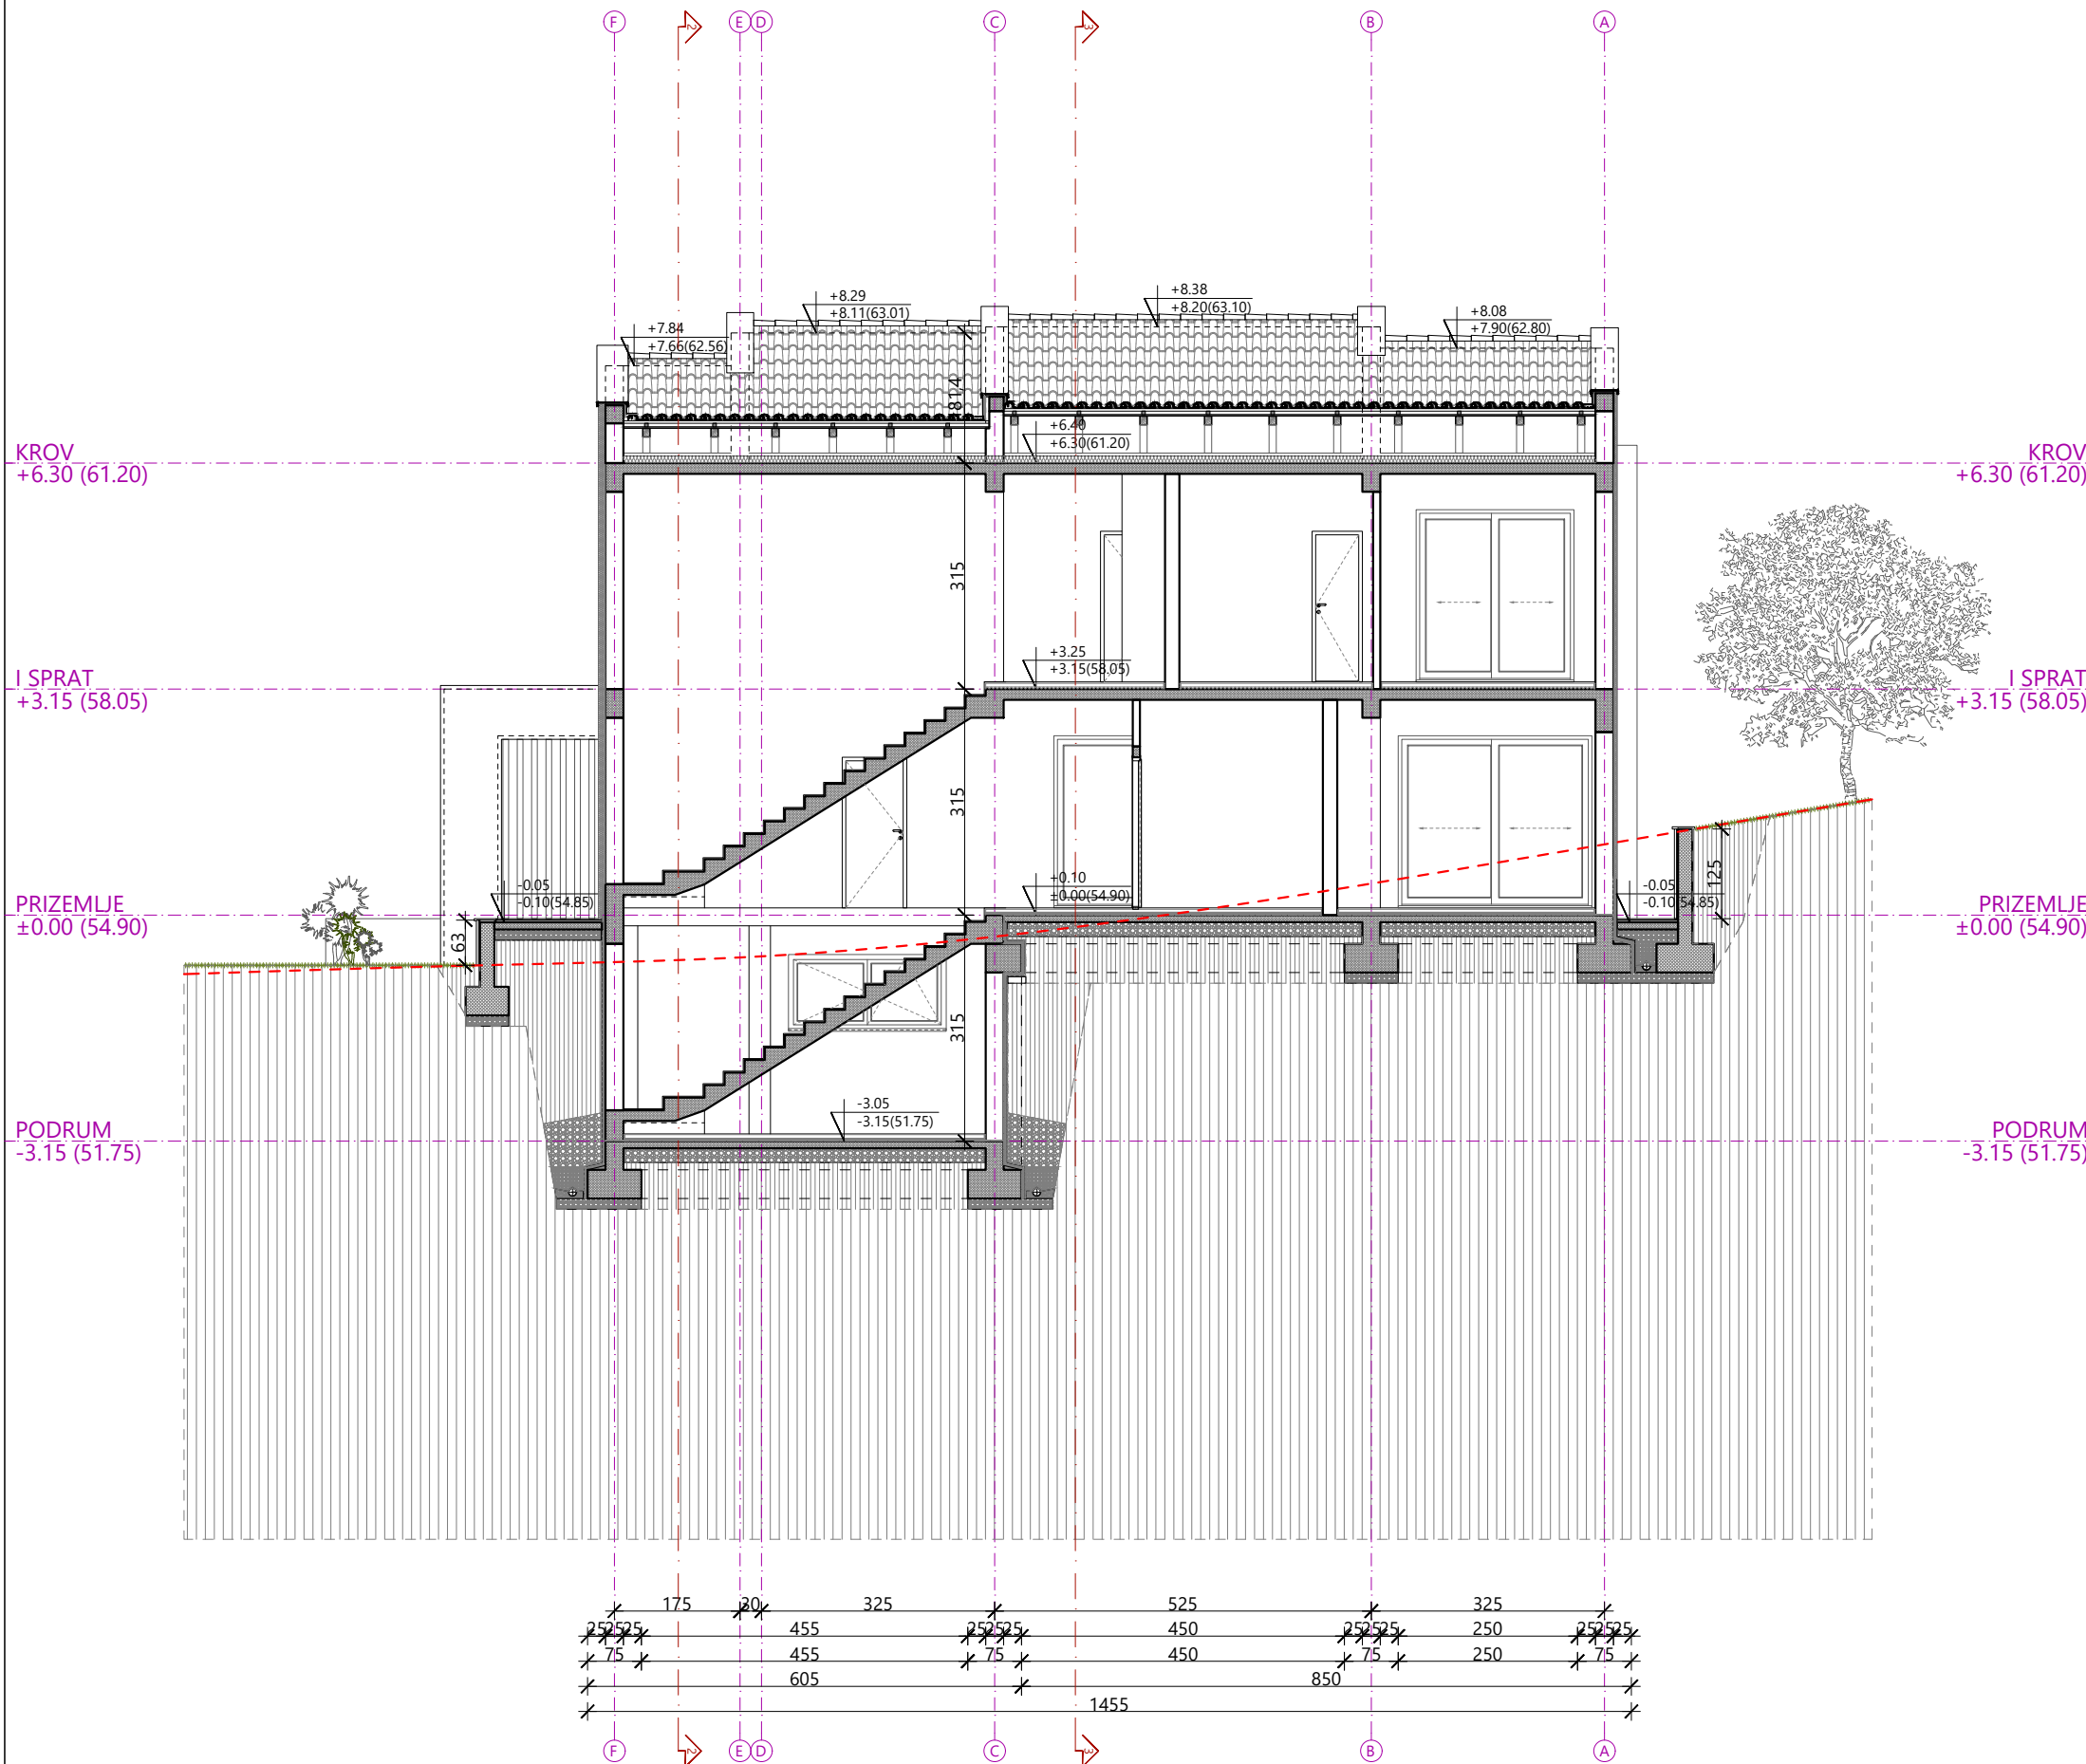 F E D C B A
2 3
+8.29
+8.11(63.01)
+8.38
+8.20(63.10)
+8.08
+7.90(62.80)
+7.84
+7.66(62.56)
181,4
+6.40
+6.30(61.20)
KROV
+6.30 (61.20)
KROV
+6.30 (61.20)
315
+3.25
+3.15(58.05)
I SPRAT
+3.15 (58.05)
I SPRAT
+3.15 (58.05)
315
125
+0.10
±0.00(54.90)
-0.05
-0.10(54.85)
-0.05
-0.10(54.85)
PRIZEMLJE
±0.00 (54.90)
PRIZEMLJE
±0.00 (54.90)
63
315
-3.05
-3.15(51.75)
PODRUM
-3.15 (51.75)
PODRUM
-3.15 (51.75)
175 30 325 525 325
25 25 25 455 25 25 25 450 25 25 25 250 25 25 25
75 455 75 450 75 250 75
605 850
1455
F E D C B A
2 3